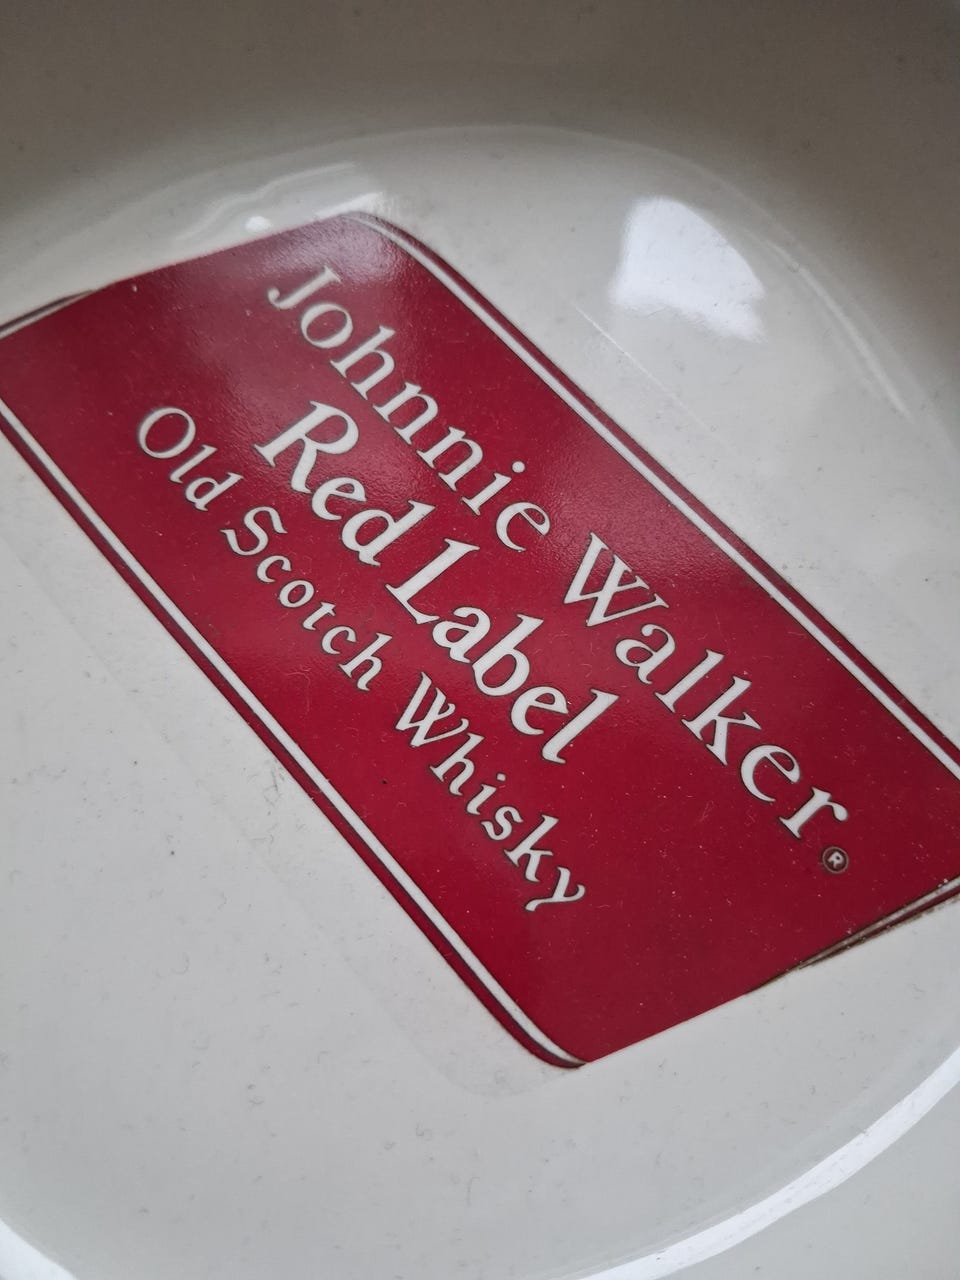 Johnnie Walker®
Red Label
Old Scotch Whisky